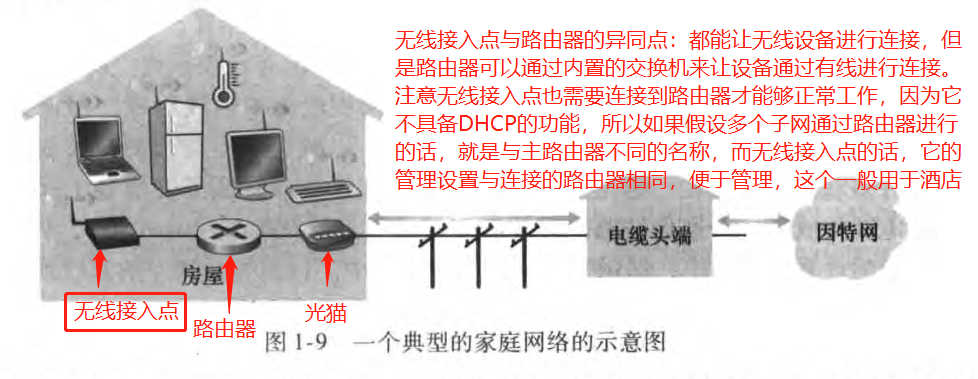 无线接入点与路由器的异同点：都能让无线设备进行连接，但
是路由器可以通过内置的交换机来让设备通过有线进行连接。
注意无线接入点也需要连接到路由器才能够正常工作，因为它
不具备DHCP的功能，所以如果假设多个子网通过路由器进行
的话，就是与主路由器不同的名称，而无线接入点的话，它的
管理设置与连接的路由器相同，便于管理，这个一般用于酒店
电缆头端
因特网
房屋
无线接入点
路由器
光猫
图 1-9 一个典型的家庭网络的示意图